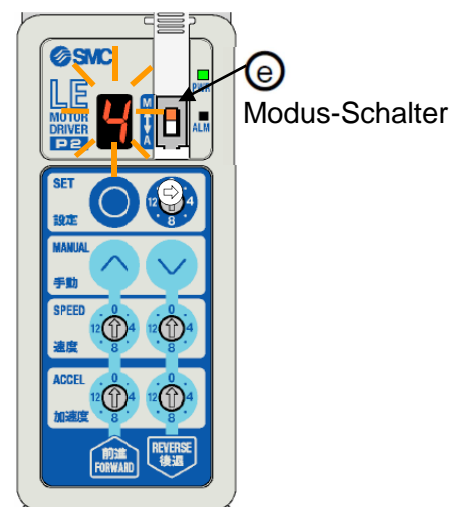 SMC
LE
MOTOR
DRIVER
P2
4
M
A
PWR
ALM
e
Modus-Schalter
SET
設定
12 4
8
MANUAL
手動
SPEED
速度
0 0
12 4 12 4
8 8
ACCEL
加速度
0 0
12 4 12 4
8 8
前進
FORWARD
REVERSE
後退